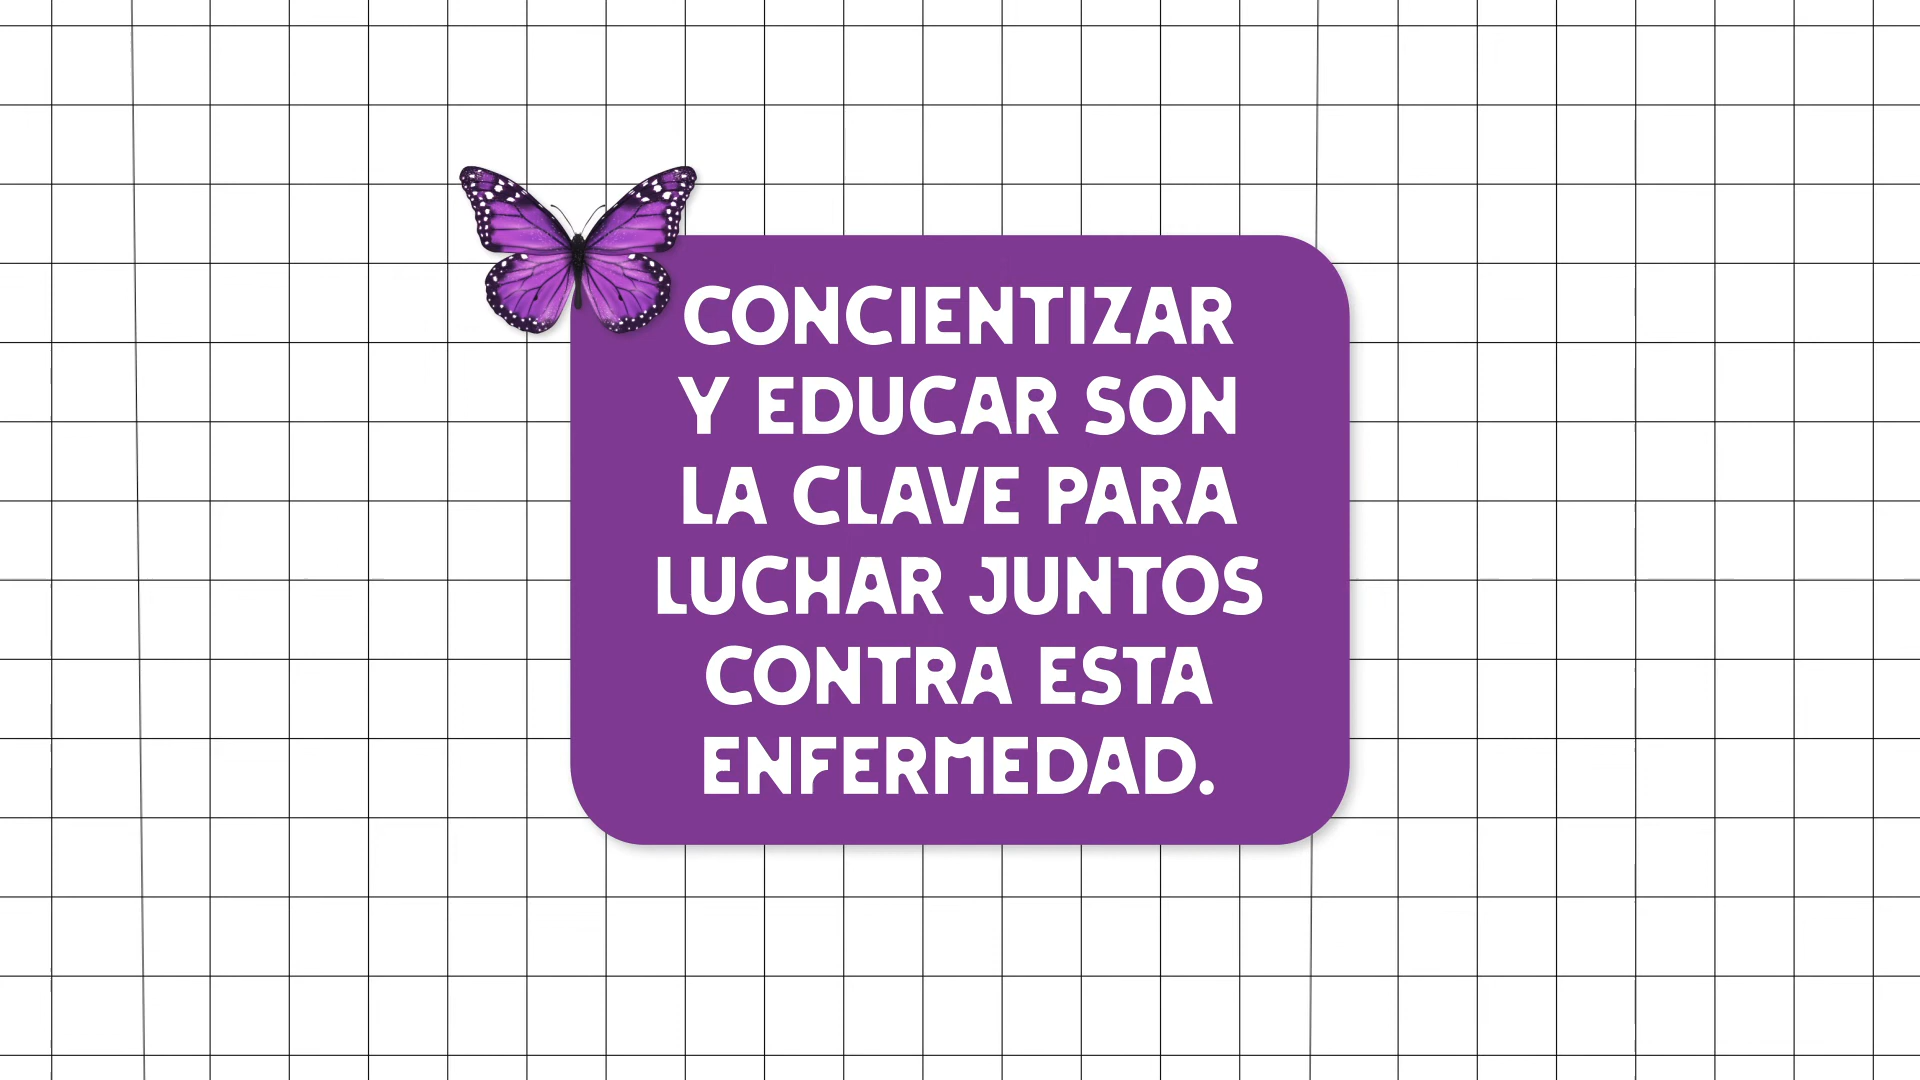 CONCIENTIZAR
Y EDUCAR SON
LA CLAVE PARA
LUCHAR JUNTOS
CONTRA ESTA
ENFERMEDAD.